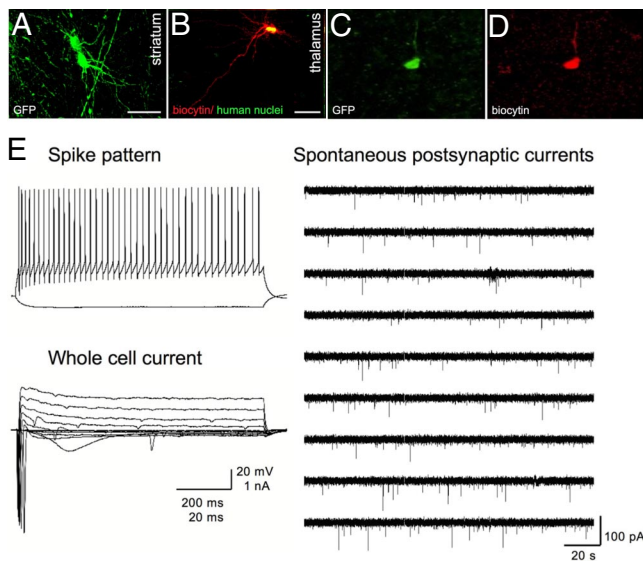 A
striatum
GFP
B
thalamus
biocytin/ human nuclei
C
GFP
D
biocytin
E
Spike pattern
Spontaneous postsynaptic currents
Whole cell current
20 mV
1 nA
200 ms
20 ms
100 pA
20 s